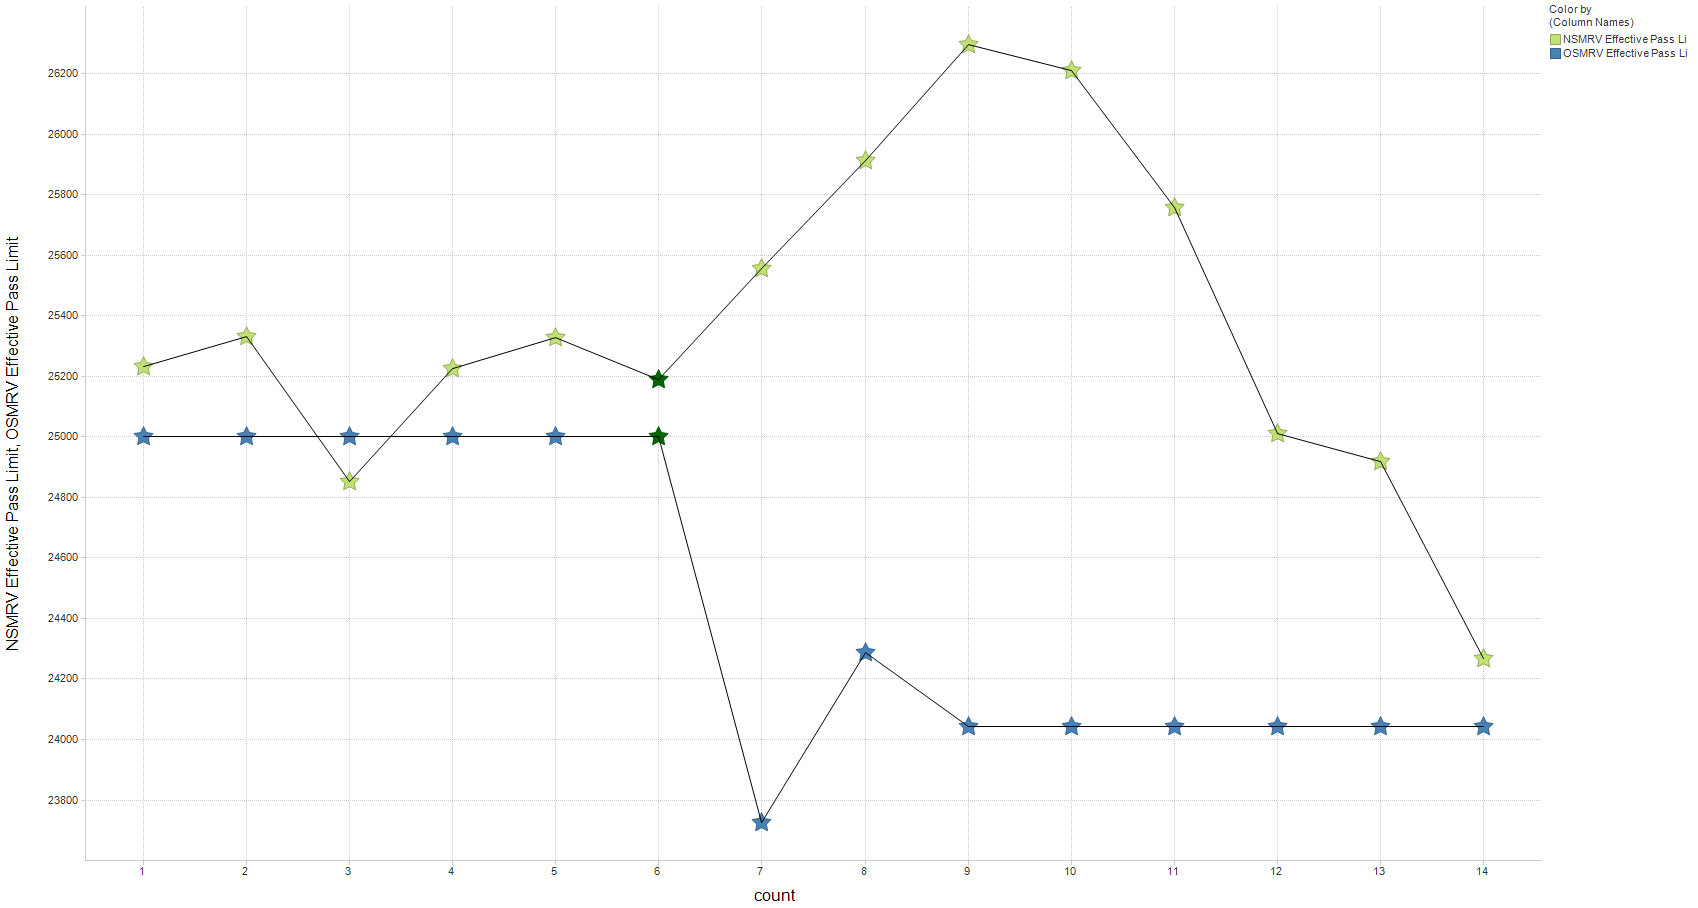 Color by
(Column Names)
NSMRV Effective Pass Li
OSMRV Effective Pass Li
NSMRV Effective Pass Limit, OSMRV Effective Pass Limit
26200
26000
25800
25600
25400
25200
25000
24800
24600
24400
24200
24000
23800
1 2 3 4 5 6 7 8 9 10 11 12 13 14
count